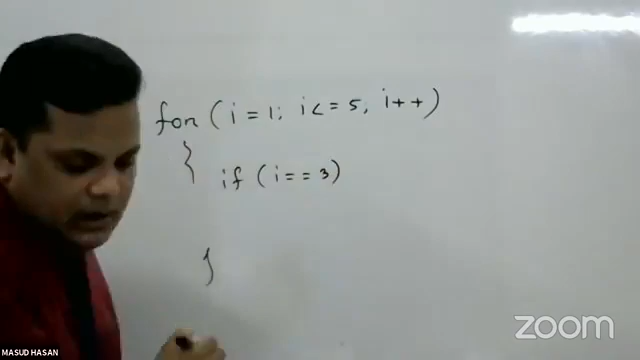 for (i = 1; i <= 5, i++)
{
if (i == 3)
}
zoom
MASUD HASAN